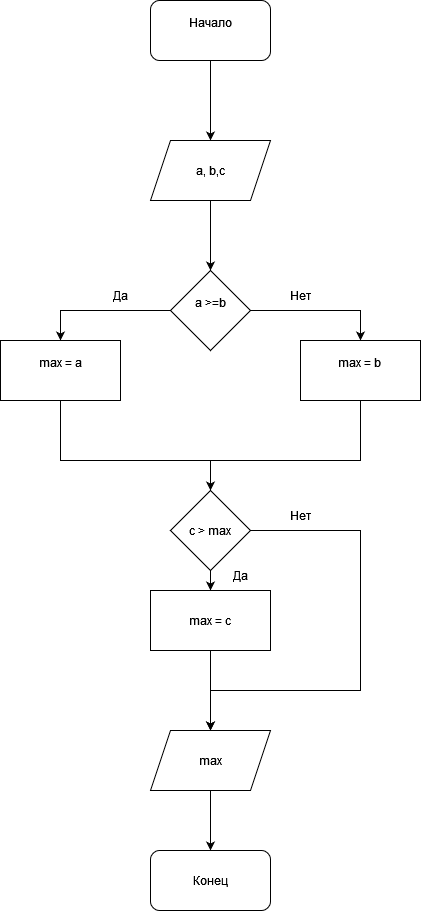 Начало
a, b,c
a >=b
Да
Нет
max = a
max = b
c > max
Нет
Да
max = c
max
Конец